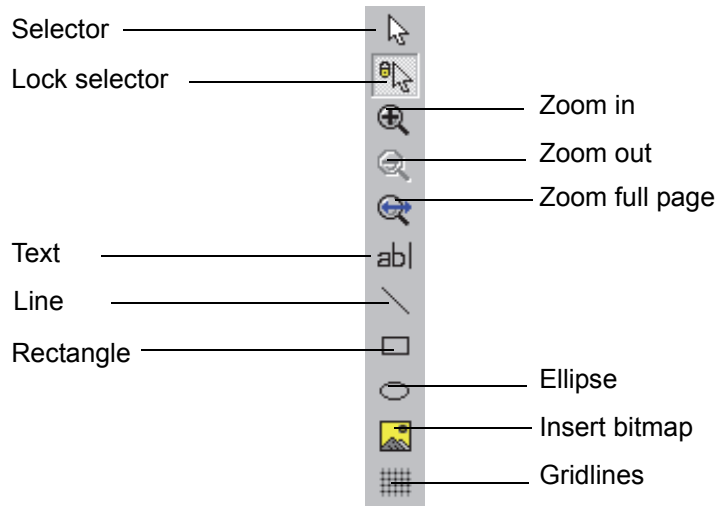 Selector
Lock selector
Zoom in
Zoom out
Zoom full page
Text
ab|
Line
Rectangle
Ellipse
Insert bitmap
Gridlines